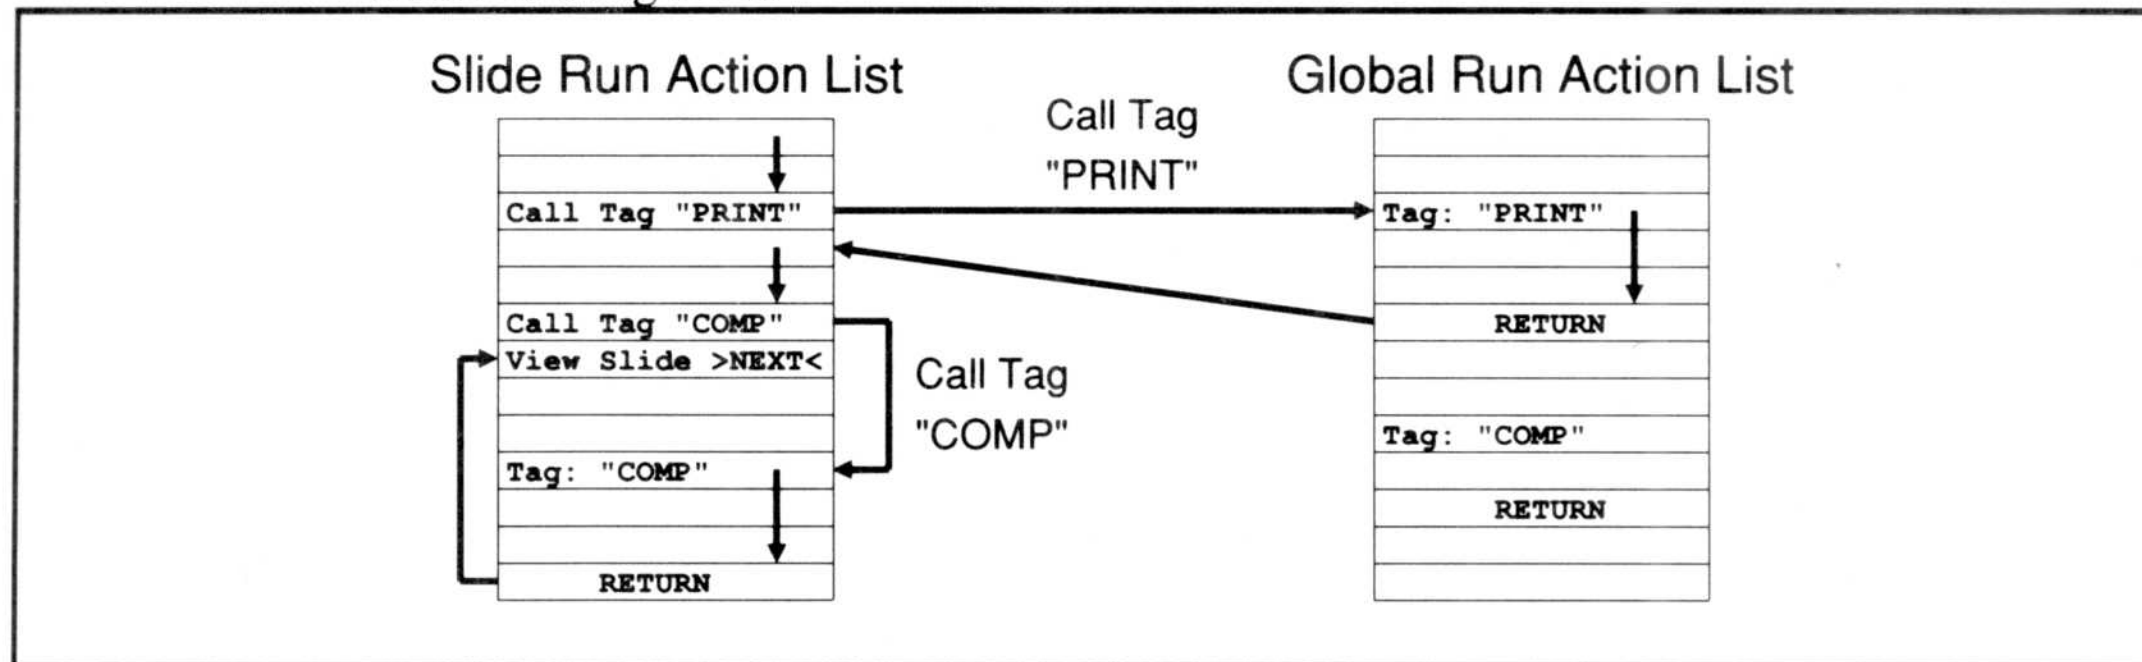 Slide Run Action List
Call Tag "PRINT"
Call Tag "COMP"
View Slide >NEXT<
Tag: "COMP"
RETURN
Call Tag
"PRINT"
Call Tag
"COMP"
Global Run Action List
Tag: "PRINT"
RETURN
Tag: "COMP"
RETURN